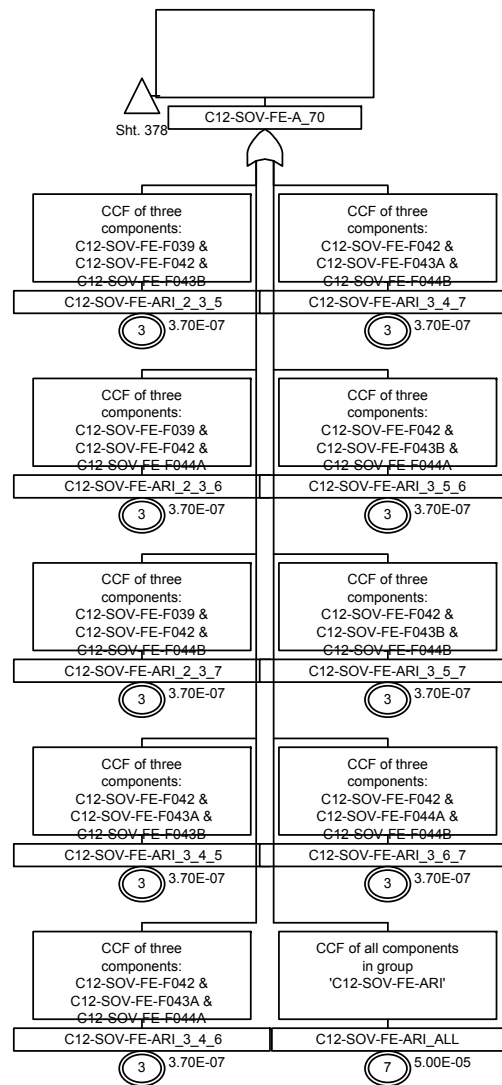 Sht. 378
C12-SOV-FE-A_70
CCF of three
components:
C12-SOV-FE-F039 &
C12-SOV-FE-F042 &
C12-SOV-FE-F043B
C12-SOV-FE-ARI_2_3_5
3
3.70E-07
CCF of three
components:
C12-SOV-FE-F042 &
C12-SOV-FE-F043A &
C12-SOV-FE-F044B
C12-SOV-FE-ARI_3_4_7
3
3.70E-07
CCF of three
components:
C12-SOV-FE-F039 &
C12-SOV-FE-F042 &
C12-SOV-FE-F044A
C12-SOV-FE-ARI_2_3_6
3
3.70E-07
CCF of three
components:
C12-SOV-FE-F042 &
C12-SOV-FE-F043B &
C12-SOV-FE-F044A
C12-SOV-FE-ARI_3_5_6
3
3.70E-07
CCF of three
components:
C12-SOV-FE-F039 &
C12-SOV-FE-F042 &
C12-SOV-FE-F044B
C12-SOV-FE-ARI_2_3_7
3
3.70E-07
CCF of three
components:
C12-SOV-FE-F042 &
C12-SOV-FE-F043B &
C12-SOV-FE-F044B
C12-SOV-FE-ARI_3_5_7
3
3.70E-07
CCF of three
components:
C12-SOV-FE-F042 &
C12-SOV-FE-F043A &
C12-SOV-FE-F043B
C12-SOV-FE-ARI_3_4_5
3
3.70E-07
CCF of three
components:
C12-SOV-FE-F042 &
C12-SOV-FE-F044A &
C12-SOV-FE-F044B
C12-SOV-FE-ARI_3_6_7
3
3.70E-07
CCF of three
components:
C12-SOV-FE-F042 &
C12-SOV-FE-F043A &
C12-SOV-FE-F044A
C12-SOV-FE-ARI_3_4_6
3
3.70E-07
CCF of all components
in group
'C12-SOV-FE-ARI'
C12-SOV-FE-ARI_ALL
7
5.00E-05